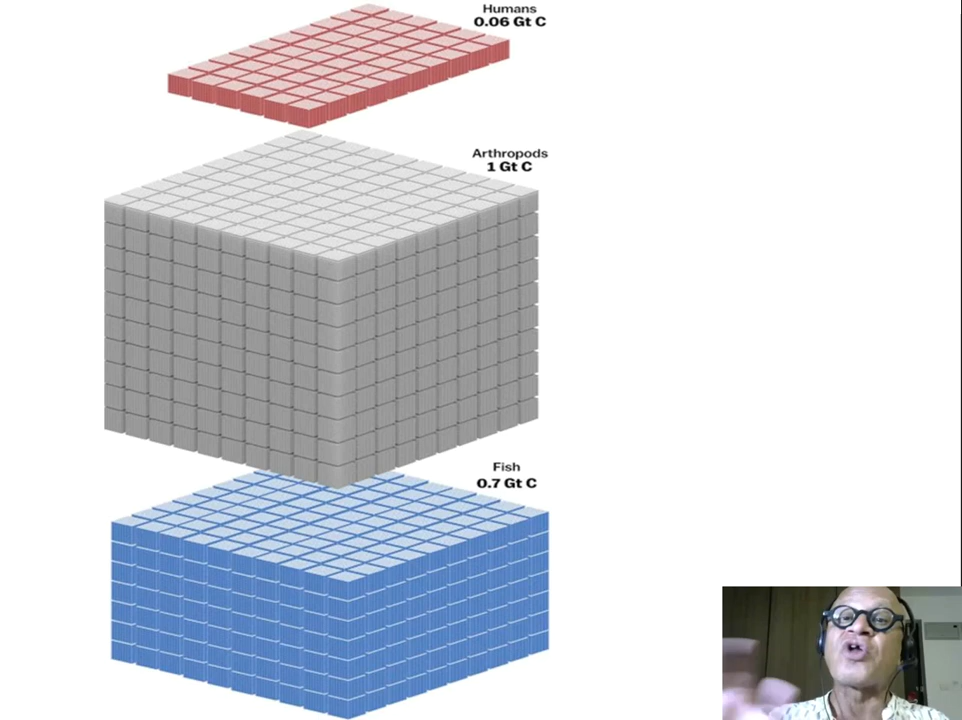 Humans
0.06 Gt C
Arthropods
1 Gt C
Fish
0.7 Gt C